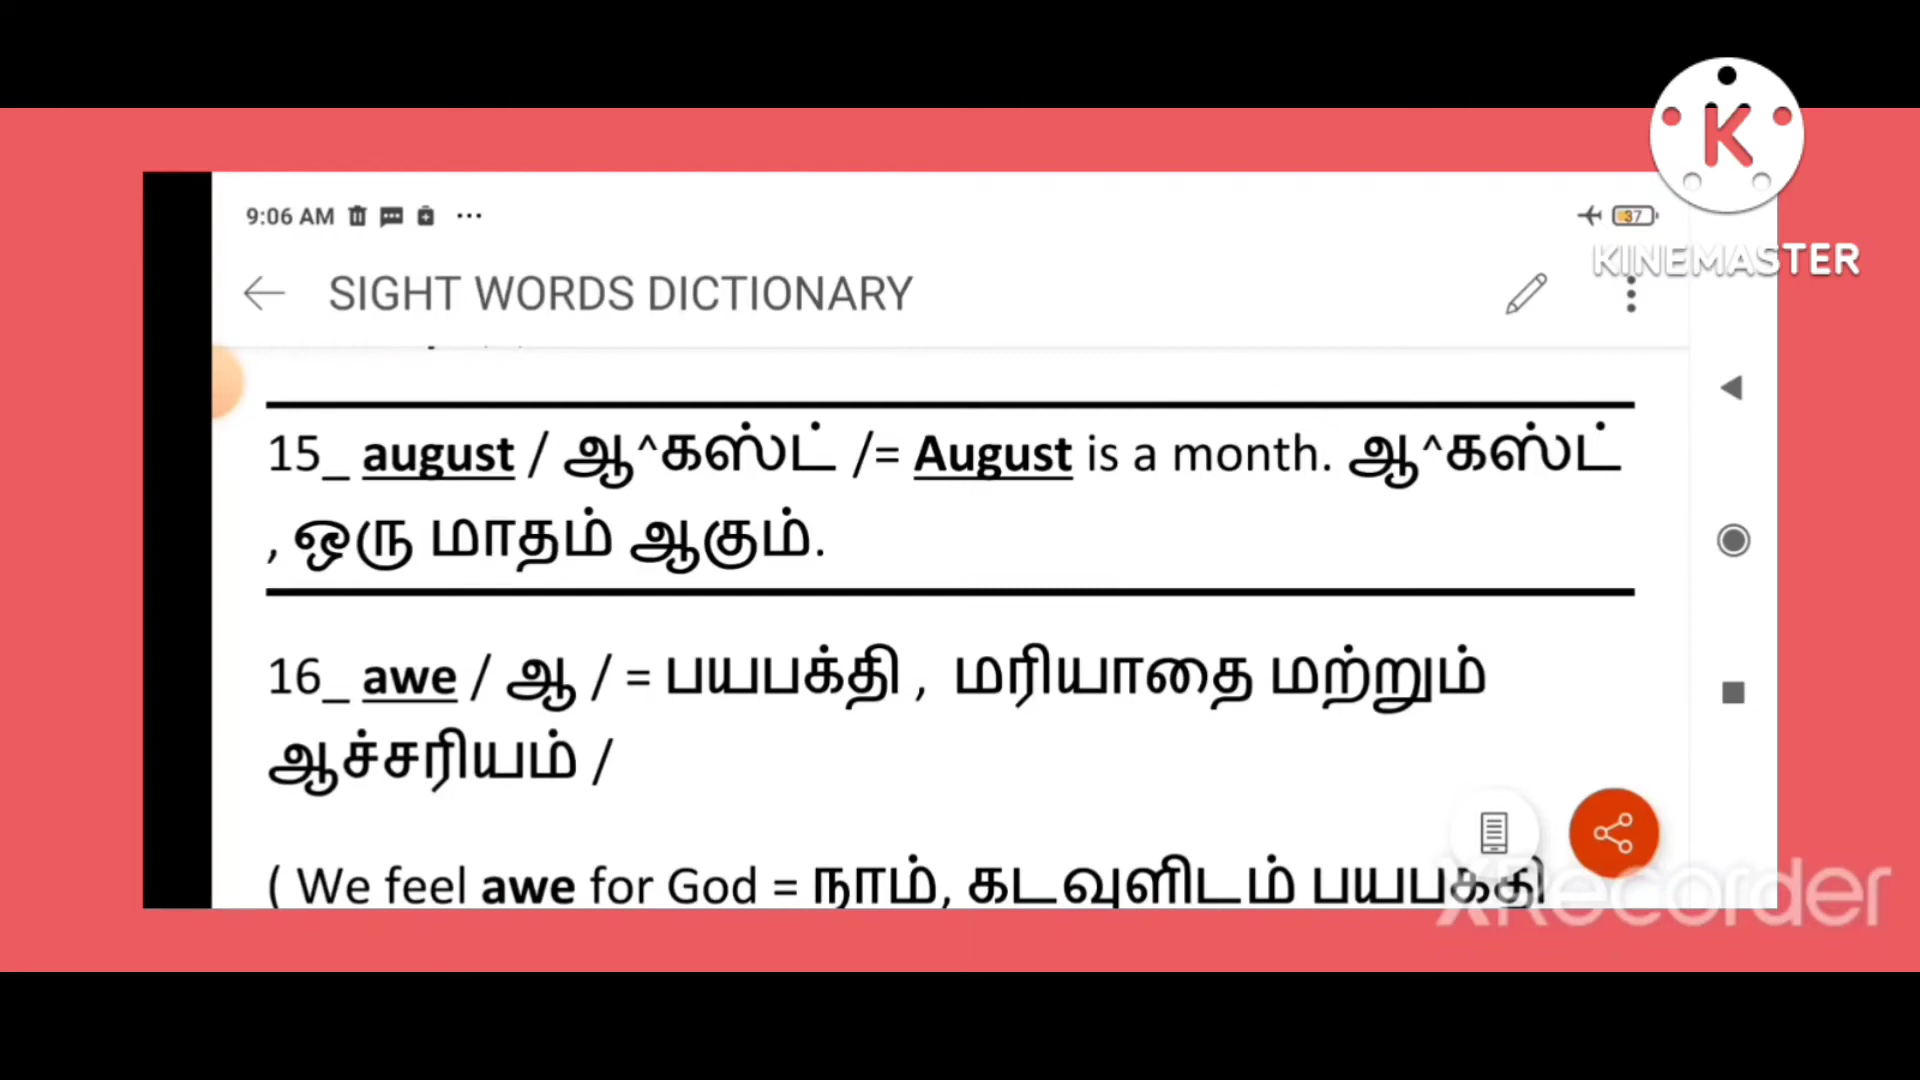 K
KINEMASTER
9:06 AM ... 37
SIGHT WORDS DICTIONARY
15_ august / ஆ^கஸ்ட் /= August is a month. ஆ^கஸ்ட்
, ஒரு மாதம் ஆகும்.
16_ awe / ஆ / = பயபக்தி , மரியாதை மற்றும்
ஆச்சரியம் /
( We feel awe for God = நாம், கடவுளிடம் பயபக்தி
XRecorder